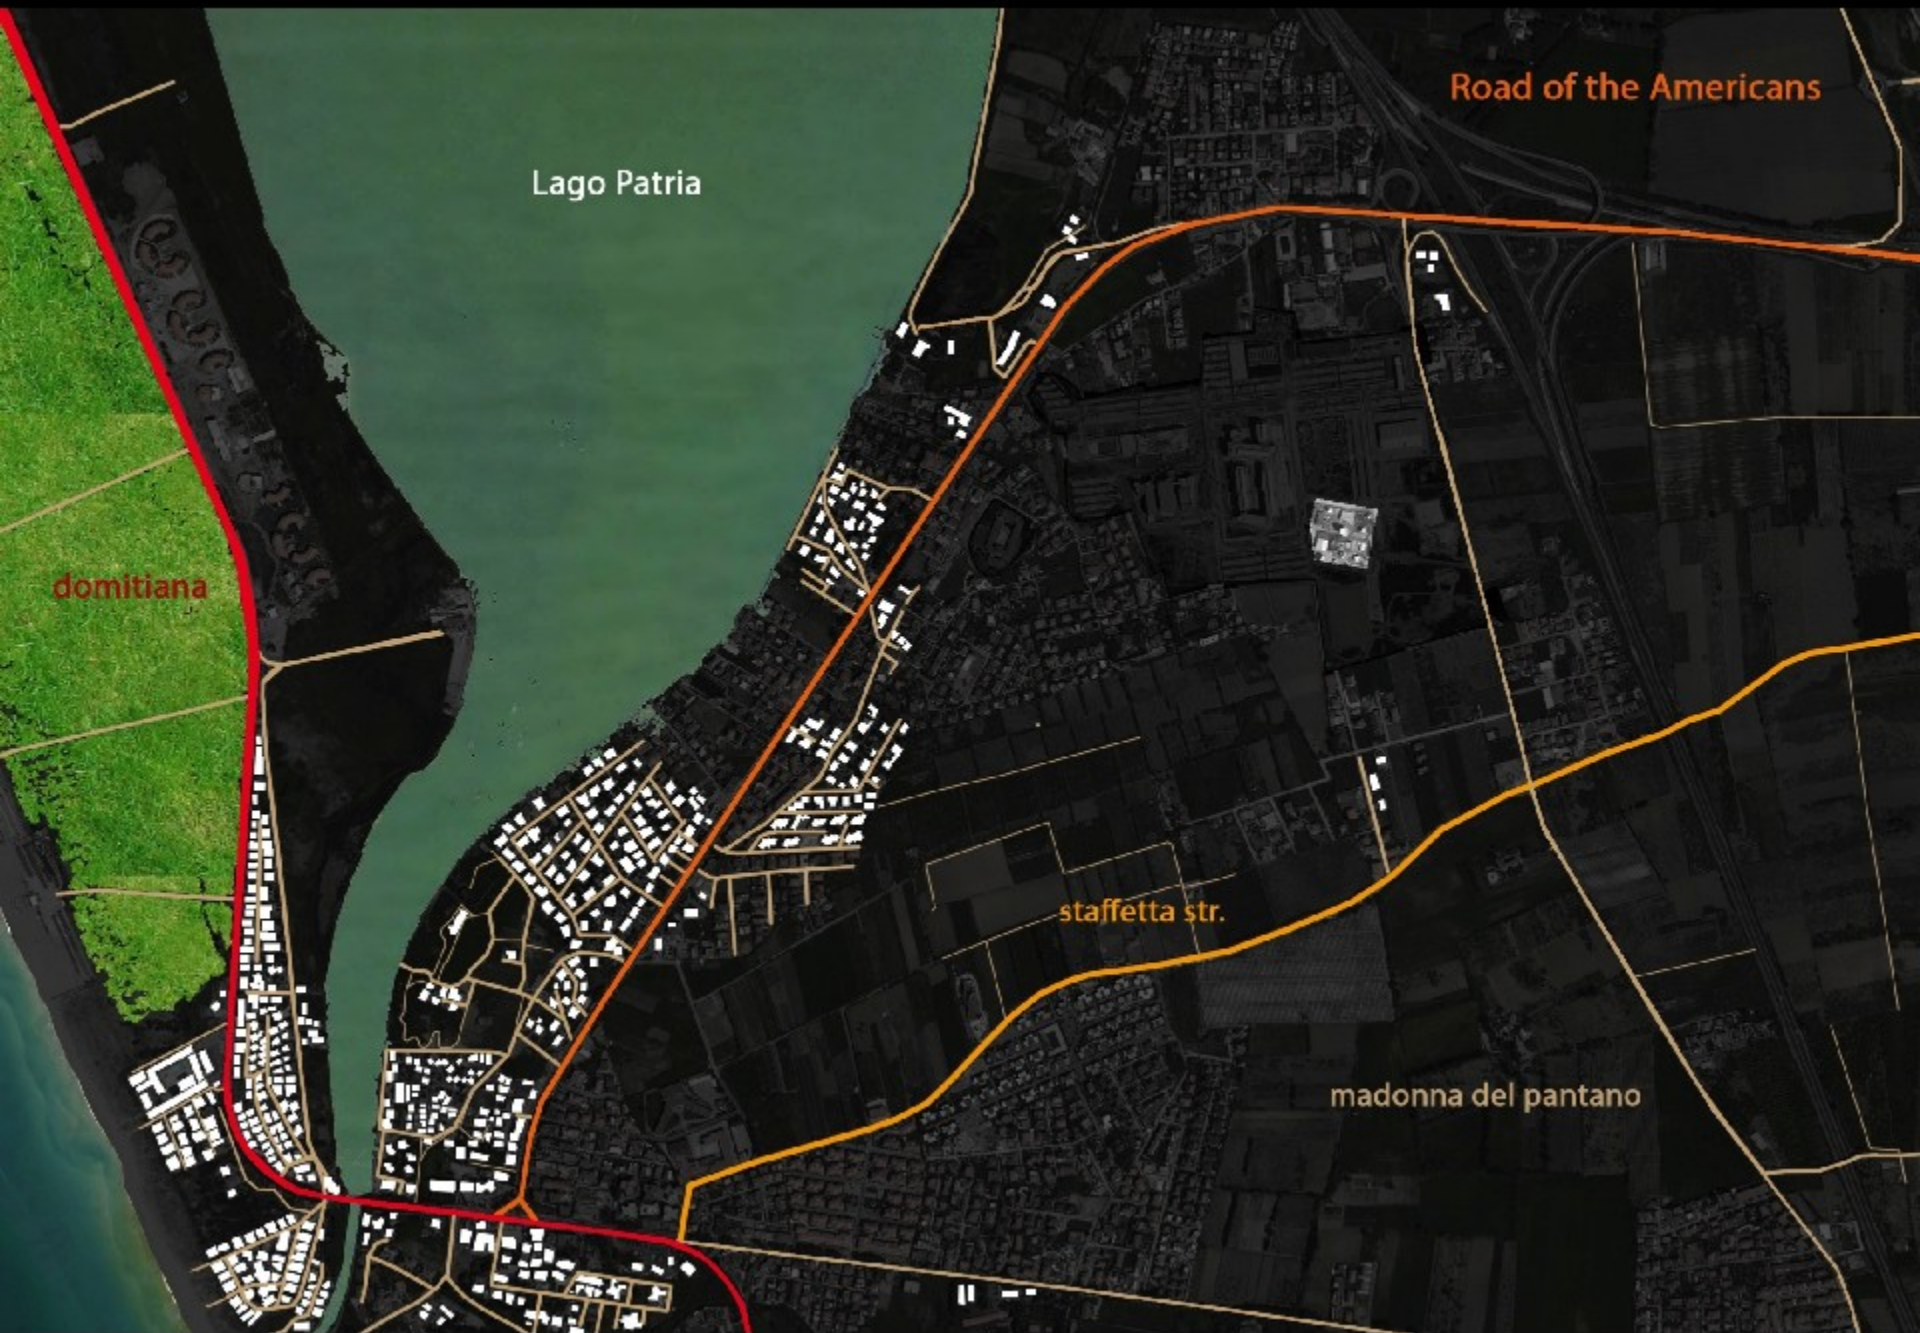 Road of the Americans
Lago Patria
domitiana
staffetta str.
madonna del pantano